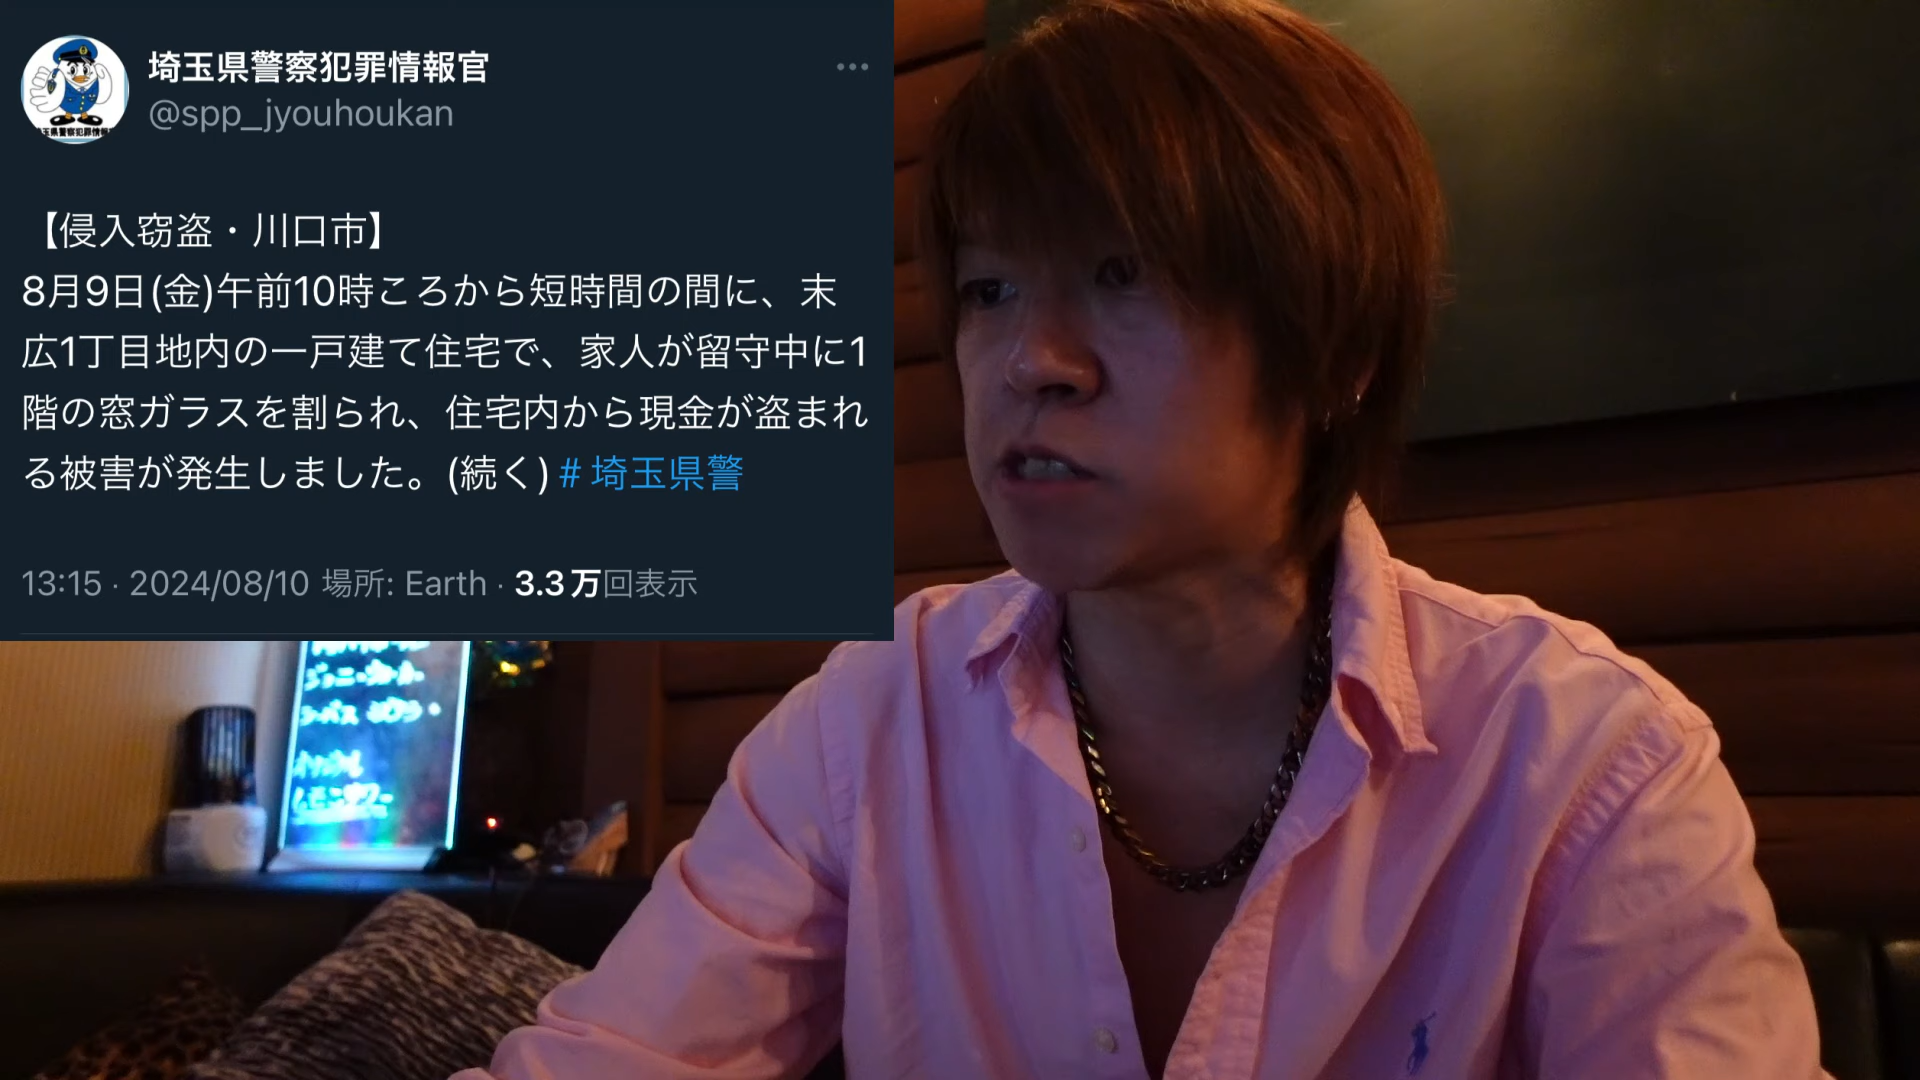 埼玉県警察犯罪情報官
@spp_jyouhoukan
【侵入窃盗・川口市】
8月9日(金)午前10時ころから短時間の間に、末
広1丁目地内の一戸建て住宅で、家人が留守中に1
階の窓ガラスを割られ、住宅内から現金が盗まれ
る被害が発生しました。(続く) #埼玉県警
13:15 · 2024/08/10 場所: Earth · 3.3万回表示